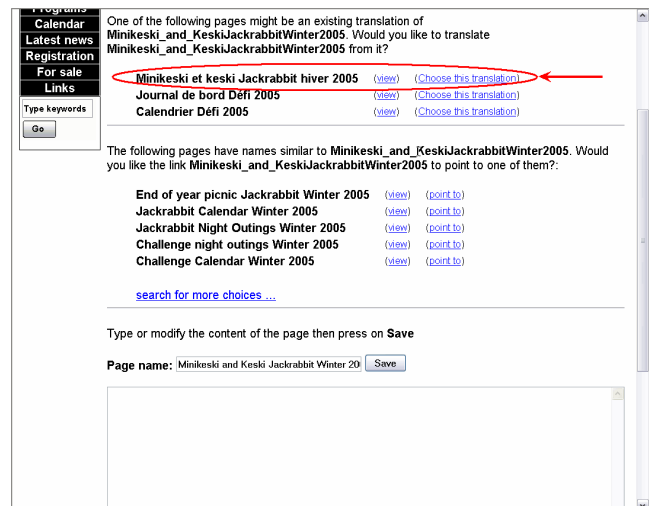 Programs
Calendar
Latest news
Registration
For sale
Links
Type keywords
Go
One of the following pages might be an existing translation of
Minikeski_and_KeskiJackrabbitWinter2005. Would you like to translate
Minikeski_and_KeskiJackrabbitWinter2005 from it?
Minikeski et keski Jackrabbit hiver 2005 (view) (Choose this translation)
Journal de bord Défi 2005 (view) (Choose this translation)
Calendrier Défi 2005 (view) (Choose this translation)
The following pages have names similar to Minikeski_and_KeskiJackrabbitWinter2005. Would
you like the link Minikeski_and_KeskiJackrabbitWinter2005 to point to one of them?:
End of year picnic Jackrabbit Winter 2005 (view) (point to)
Jackrabbit Calendar Winter 2005 (view) (point to)
Jackrabbit Night Outings Winter 2005 (view) (point to)
Challenge night outings Winter 2005 (view) (point to)
Challenge Calendar Winter 2005 (view) (point to)
search for more choices ...
Type or modify the content of the page then press on Save
Page name: Minikeski and Keski Jackrabbit Winter 20 Save